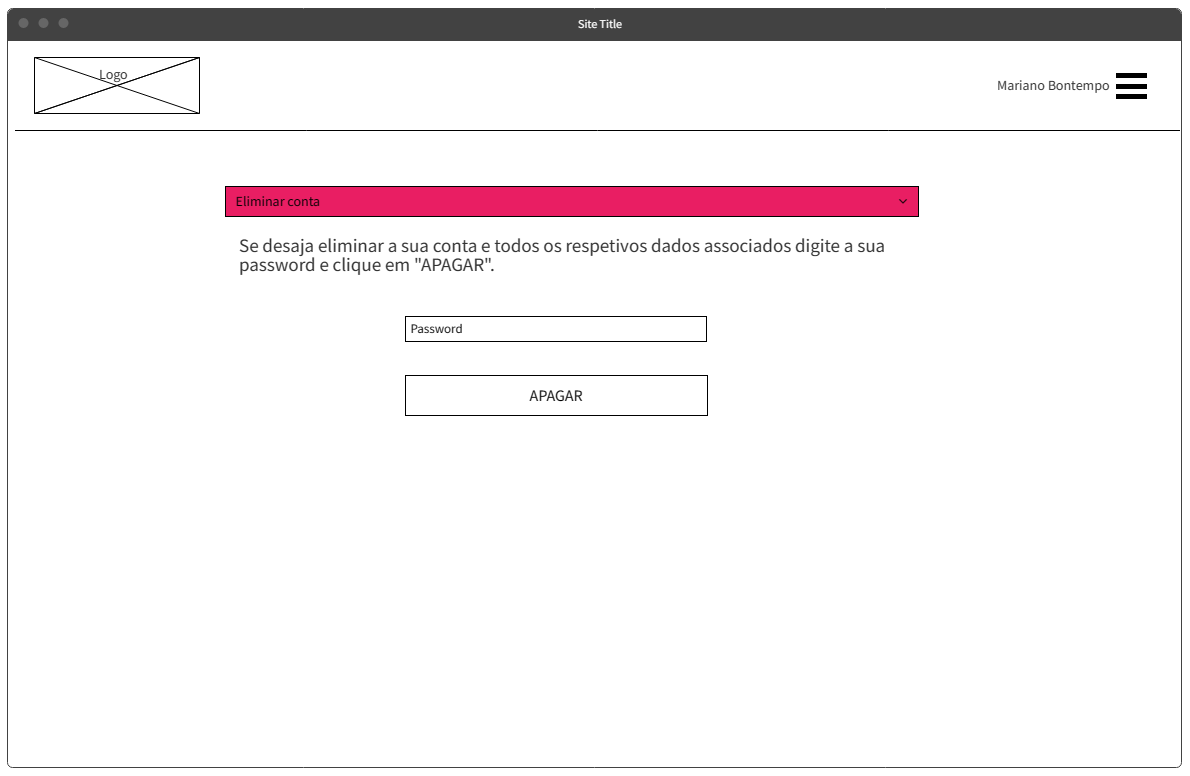 Site Title
Logo
Mariano Bontempo
Eliminar conta
Se desaja eliminar a sua conta e todos os respetivos dados associados digite a sua
password e clique em "APAGAR".
Password
APAGAR